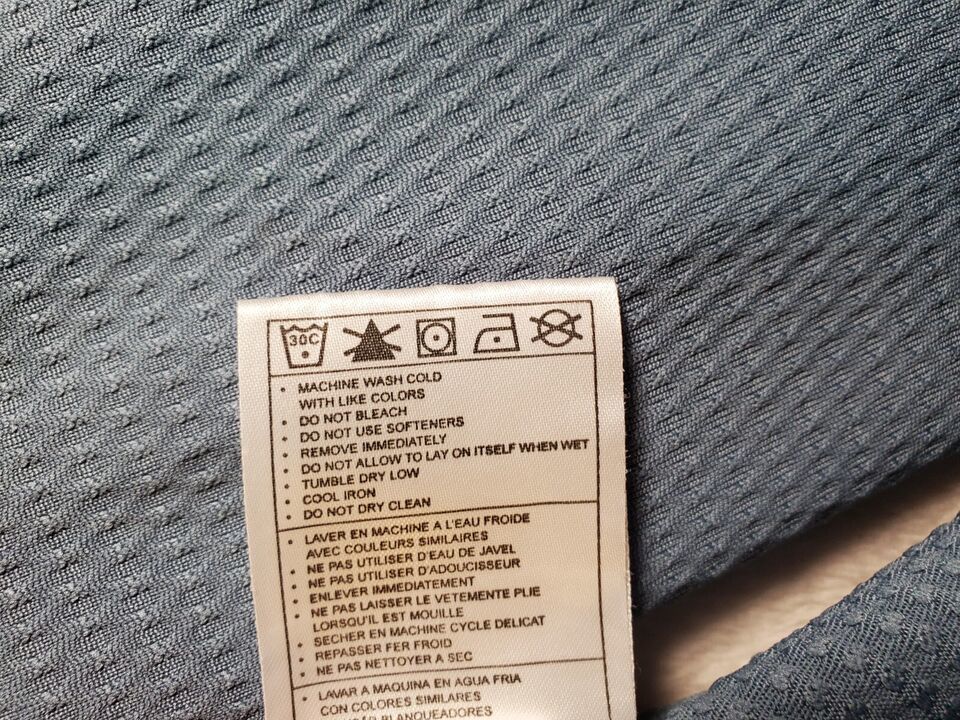 30C
• MACHINE WASH COLD
WITH LIKE COLORS
• DO NOT BLEACH
• DO NOT USE SOFTENERS
• REMOVE IMMEDIATELY
• DO NOT ALLOW TO LAY ON ITSELF WHEN WET
• TUMBLE DRY LOW
• COOL IRON
• DO NOT DRY CLEAN
• LAVER EN MACHINE A L'EAU FROIDE
AVEC COULEURS SIMILAIRES
• NE PAS UTILISER D'EAU DE JAVEL
• NE PAS UTILISER D'ADOUCISSEUR
• ENLEVER IMMEDIATEMENT
• NE PAS LAISSER LE VETEMENTE PLIE
LORSQU'IL EST MOUILLE
• SECHER EN MACHINE CYCLE DELICAT
• REPASSER FER FROID
• NE PAS NETTOYER A SEC
• LAVAR A MAQUINA EN AGUA FRIA
CON COLORES SIMILARES
BLANQUEADORES